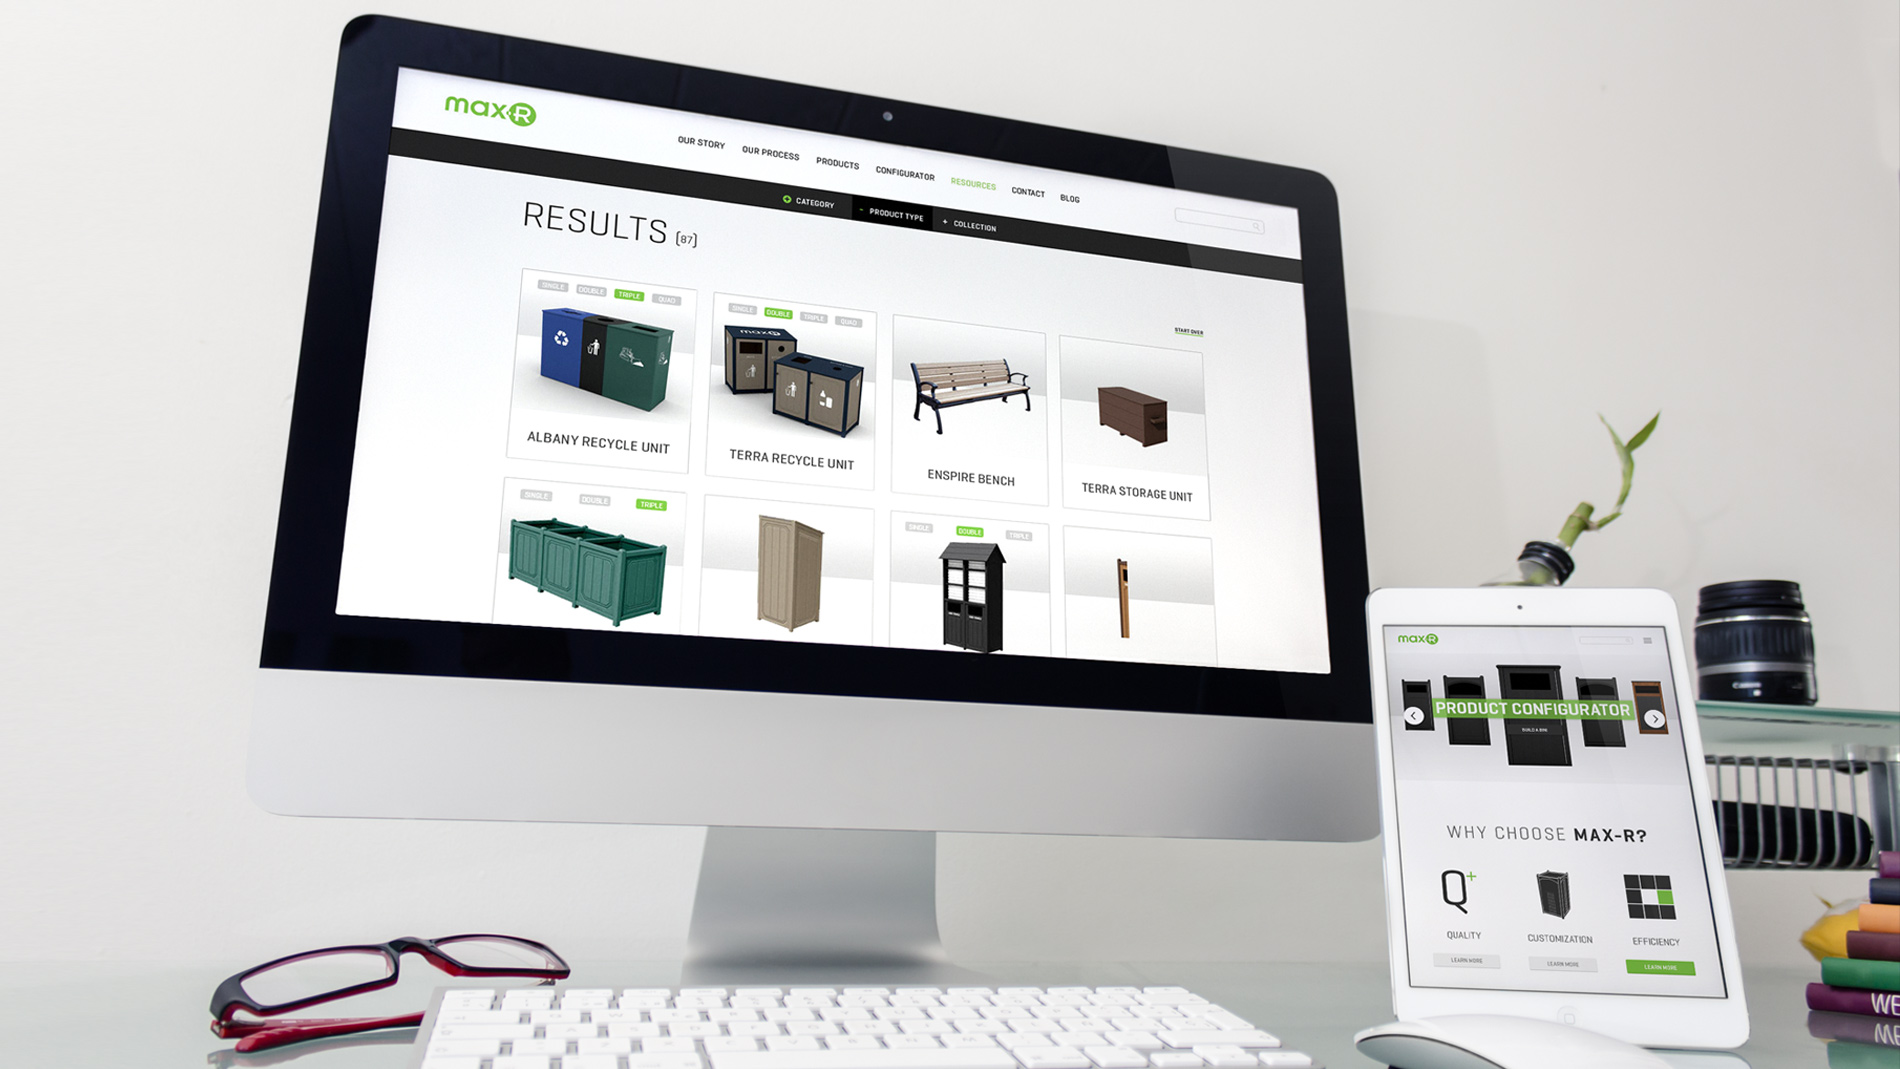 max-R
OUR STORY OUR PROCESS PRODUCTS CONFIGURATOR RESOURCES CONTACT BLOG
+ CATEGORY - PRODUCT TYPE + COLLECTION
RESULTS (87)
START OVER
SINGLE DOUBLE TRIPLE QUAD
ALBANY RECYCLE UNIT
SINGLE DOUBLE TRIPLE QUAD
max-R
TERRA RECYCLE UNIT
ENSPIRE BENCH
TERRA STORAGE UNIT
SINGLE DOUBLE TRIPLE
SINGLE DOUBLE TRIPLE
max-R
PRODUCT CONFIGURATOR
BUILD A BIN
WHY CHOOSE MAX-R?
Q+
QUALITY
LEARN MORE
CUSTOMIZATION
LEARN MORE
EFFICIENCY
LEARN MORE
Canon
WE